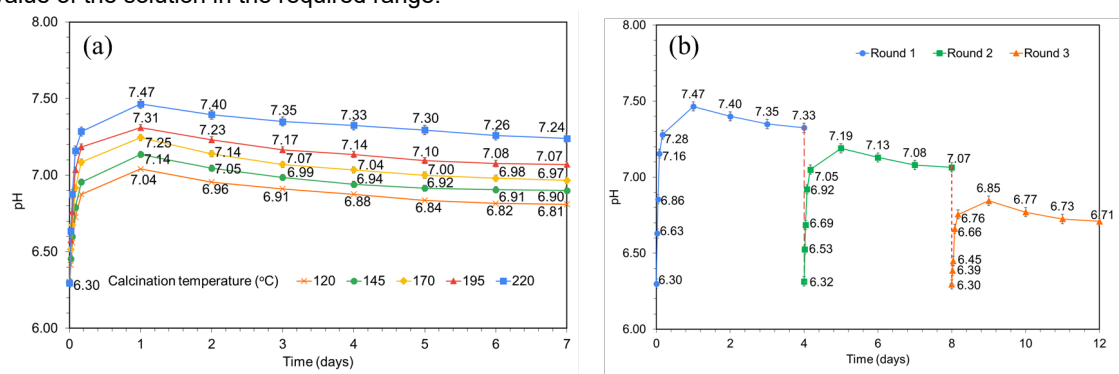 value of the solution in the required range.
(a)
8.00
7.50
7.00
6.50
6.00
pH
7.47 7.40 7.35 7.33 7.30 7.26 7.24
7.31 7.23 7.17 7.14 7.10 7.08 7.07
7.25 7.14 7.07 7.04 7.00 6.98 6.97
7.14 7.05 6.99 6.94 6.92 6.91 6.90
7.04 6.96 6.91 6.88 6.84 6.82 6.81
6.30
Calcination temperature (ºC) 120 145 170 195 220
0 1 2 3 4 5 6 7
Time (days)
(b)
Round 1 Round 2 Round 3
8.00
7.50
7.00
6.50
6.00
pH
7.47 7.40 7.35 7.33
7.28
7.16
6.86
6.63
6.30
7.19 7.13 7.08 7.07
7.05
6.92
6.69
6.53
6.32
6.85 6.77 6.73 6.71
6.76
6.66
6.45
6.39
6.30
0 2 4 6 8 10 12
Time (days)